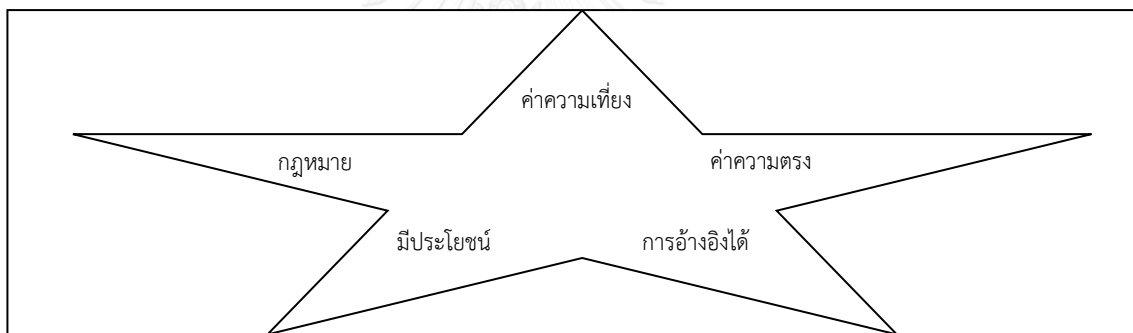 ค่าความเที่ยง
กฎหมาย
ค่าความตรง
มีประโยชน์
การอ้างอิงได้